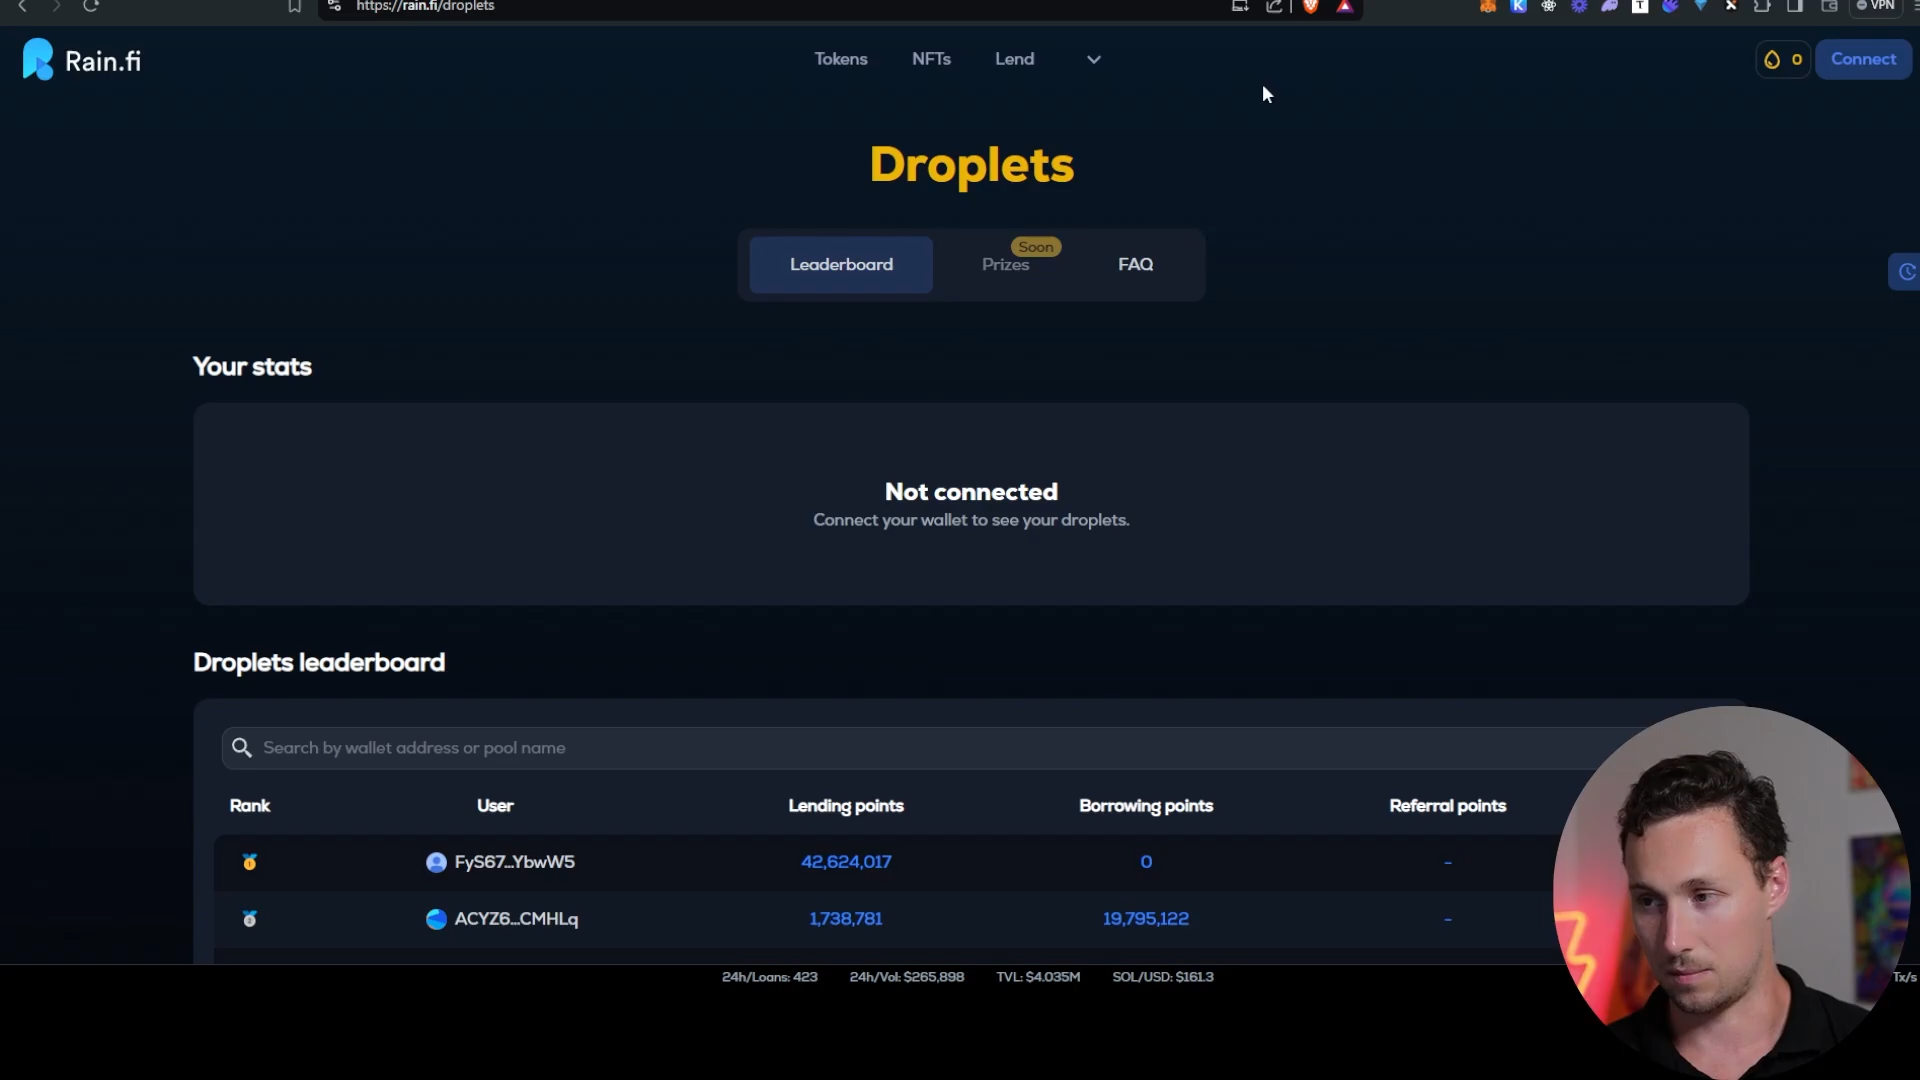 https://rain.fi/droplets
VPN
Rain.fi
Tokens
NFTs
Lend
0
Connect
Droplets
Leaderboard
Prizes
Soon
FAQ
Your stats
Not connected
Connect your wallet to see your droplets.
Droplets leaderboard
Search by wallet address or pool name
Rank User Lending points Borrowing points Referral points
FyS67...YbwW5 42,624,017 0 -
ACYZ6...CMHLq 1,738,781 19,795,122 -
24h/Loans: 423 24h/Vol: $265,898 TVL: $4.035M SOL/USD: $161.3
Tx/s